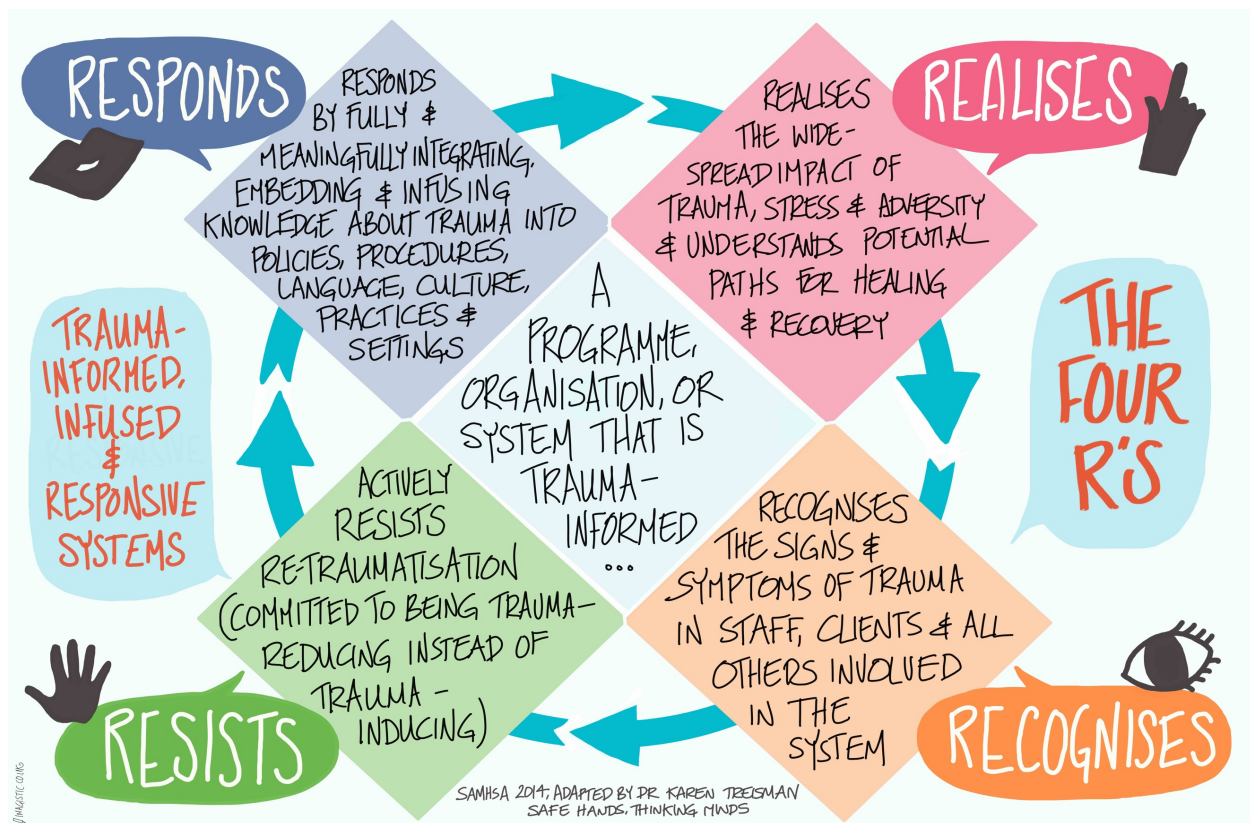 RESPONDS
RESPONDS
BY FULLY &
MEANINGFULLY INTEGRATING,
EMBEDDING & INFUSING
KNOWLEDGE ABOUT TRAUMA INTO
POLICIES, PROCEDURES,
LANGUAGE, CULTURE,
PRACTICES &
SETTINGS
REALISES
REALISES
THE WIDE-
SPREAD IMPACT OF
TRAUMA, STRESS & ADVERSITY
& UNDERSTANDS POTENTIAL
PATHS FOR HEALING
& RECOVERY
TRAUMA-
INFORMED,
INFUSED
&
RESPONSIVE
SYSTEMS
A
PROGRAMME,
ORGANISATION, OR
SYSTEM THAT IS
TRAUMA-
INFORMED
...
THE
FOUR
R'S
ACTIVELY
RESISTS
RE-TRAUMATISATION
(COMMITTED TO BEING TRAUMA-
REDUCING INSTEAD OF
TRAUMA-
INDUCING)
RESISTS
RECOGNISES
THE SIGNS &
SYMPTOMS OF TRAUMA
IN STAFF, CLIENTS & ALL
OTHERS INVOLVED
IN THE
SYSTEM
RECOGNISES
SAMHSA 2014, ADAPTED BY DR KAREN TREISMAN
SAFE HANDS, THINKING MINDS